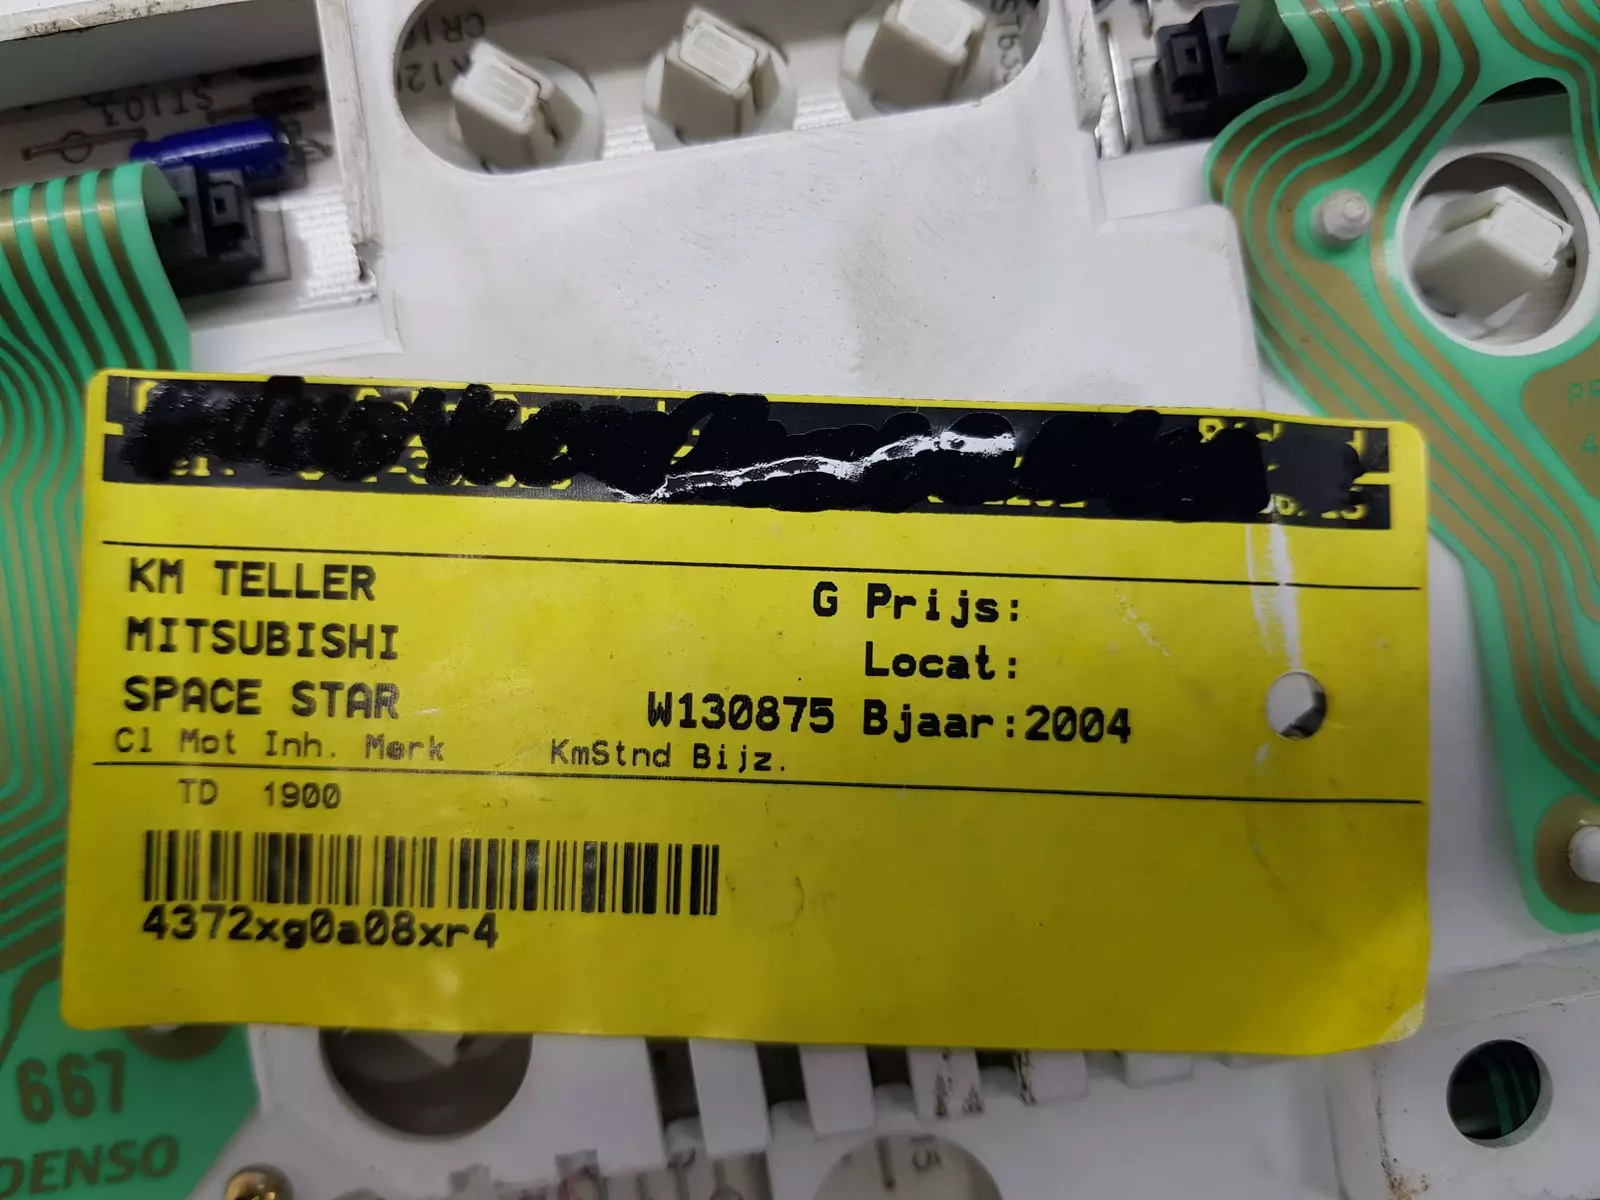 ST103
KM TELLER
MITSUBISHI
SPACE STAR
G Prijs:
Locat:
W130875 Bjaar:2004
Cl Mot Inh. Merk KmStnd Bijz.
TD 1900
4372xg0a08xr4
667
DENSO